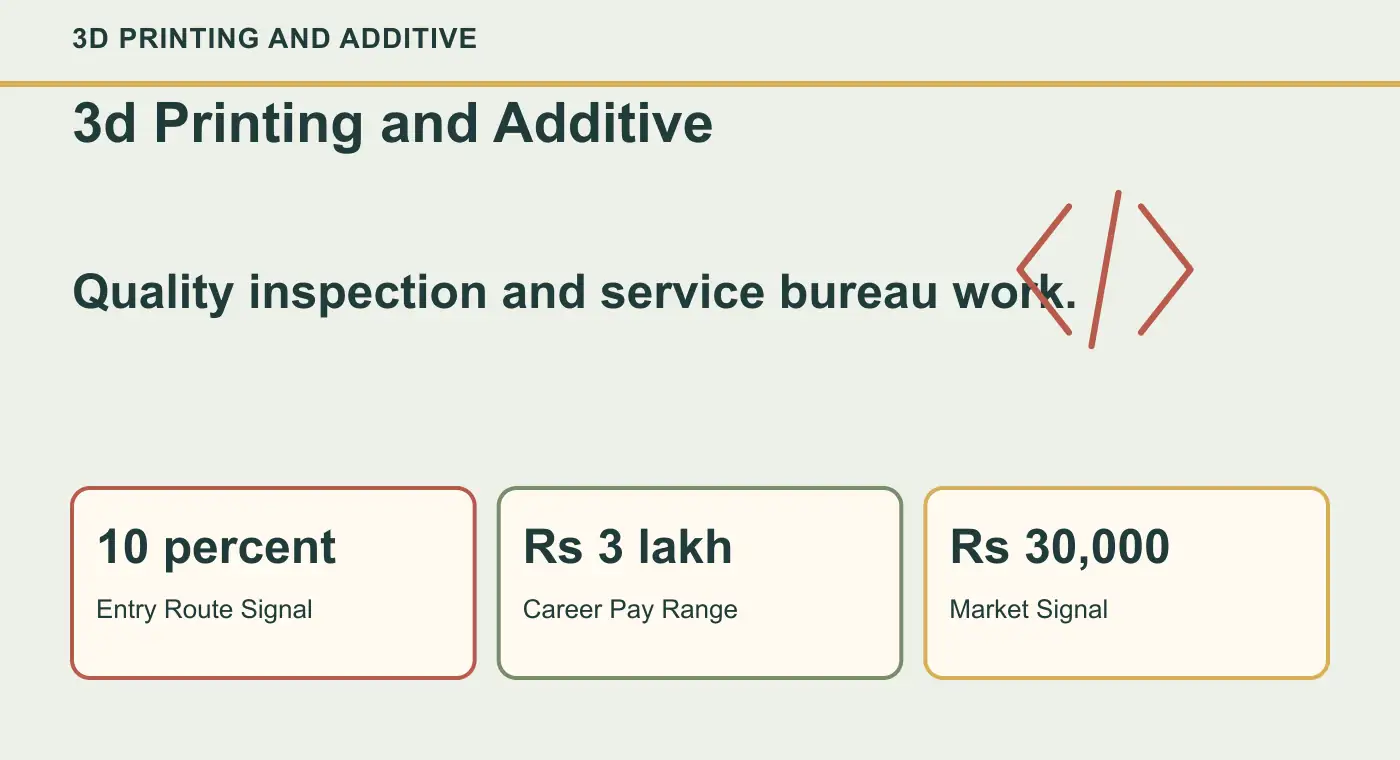 3D PRINTING AND ADDITIVE
3d Printing and Additive
Quality inspection and service bureau work.
10 percent
Entry Route Signal
Rs 3 lakh
Career Pay Range
Rs 30,000
Market Signal